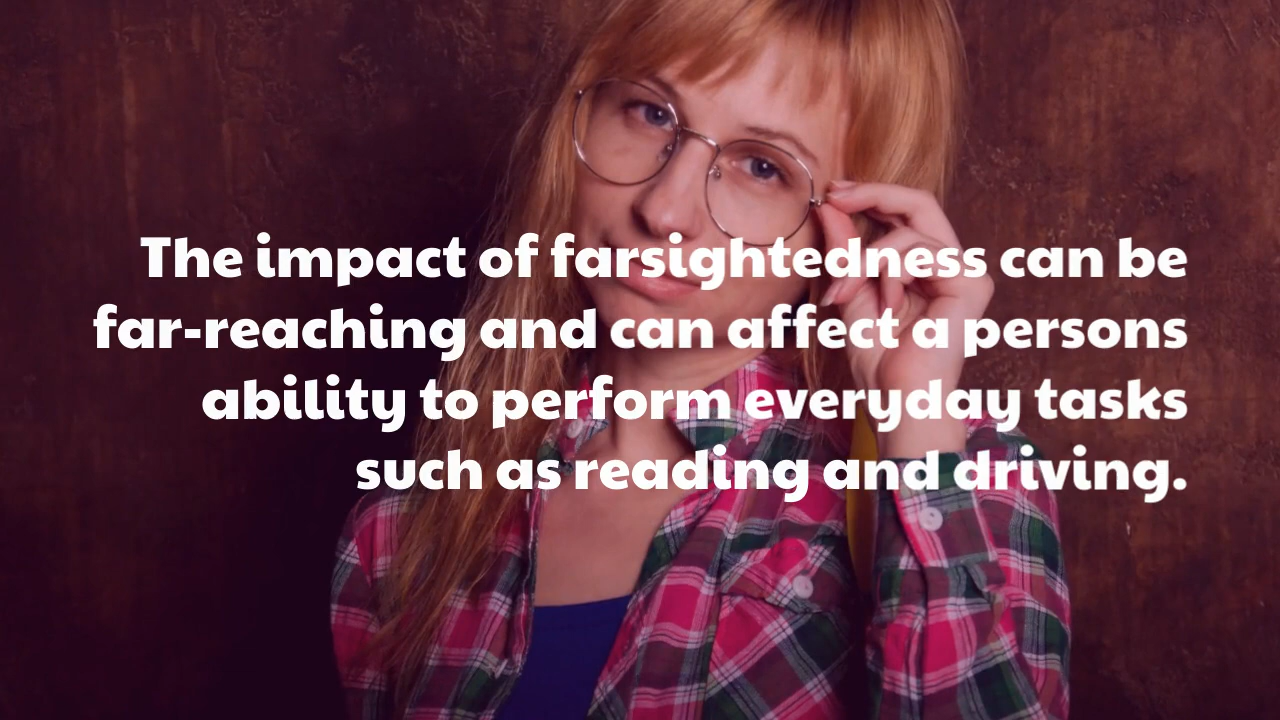 The impact of farsightedness can be
far-reaching and can affect a persons
ability to perform everyday tasks
such as reading and driving.